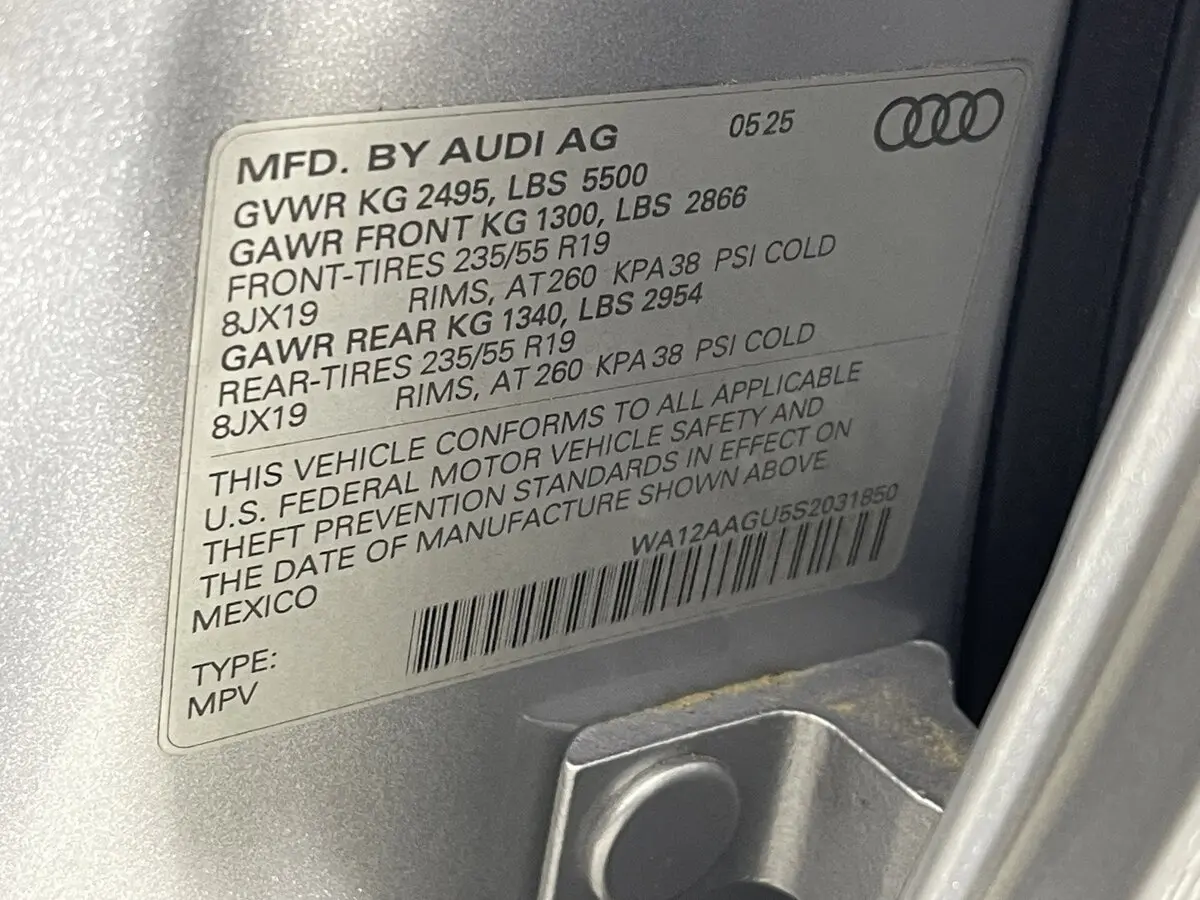 MFD. BY AUDI AG 0525
GVWR KG 2495, LBS 5500
GAWR FRONT KG 1300, LBS 2866
FRONT-TIRES 235/55 R19
8JX19 RIMS, AT 260 KPA 38 PSI COLD
GAWR REAR KG 1340, LBS 2954
REAR-TIRES 235/55 R19
8JX19 RIMS, AT 260 KPA 38 PSI COLD
THIS VEHICLE CONFORMS TO ALL APPLICABLE
U.S. FEDERAL MOTOR VEHICLE SAFETY AND
THEFT PREVENTION STANDARDS IN EFFECT ON
THE DATE OF MANUFACTURE SHOWN ABOVE
MEXICO WA12AAGU5S2031850
TYPE:
MPV